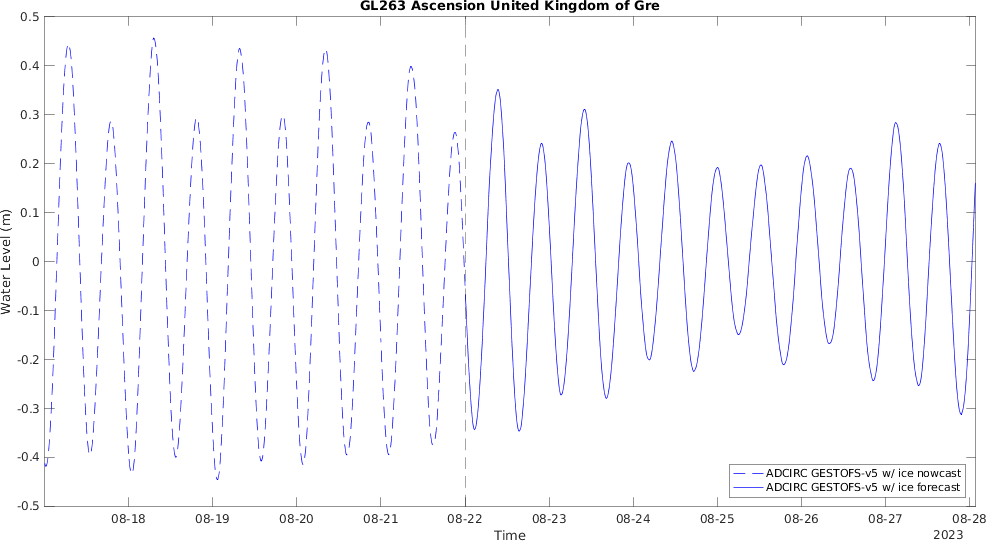 GL263 Ascension United Kingdom of Gre
0.5
0.4
0.3
0.2
0.1
0
-0.1
-0.2
-0.3
-0.4
-0.5
Water Level (m)
ADCIRC GESTOFS-v5 w/ ice nowcast
ADCIRC GESTOFS-v5 w/ ice forecast
08-18 08-19 08-20 08-21 08-22 08-23 08-24 08-25 08-26 08-27 08-28
Time
2023